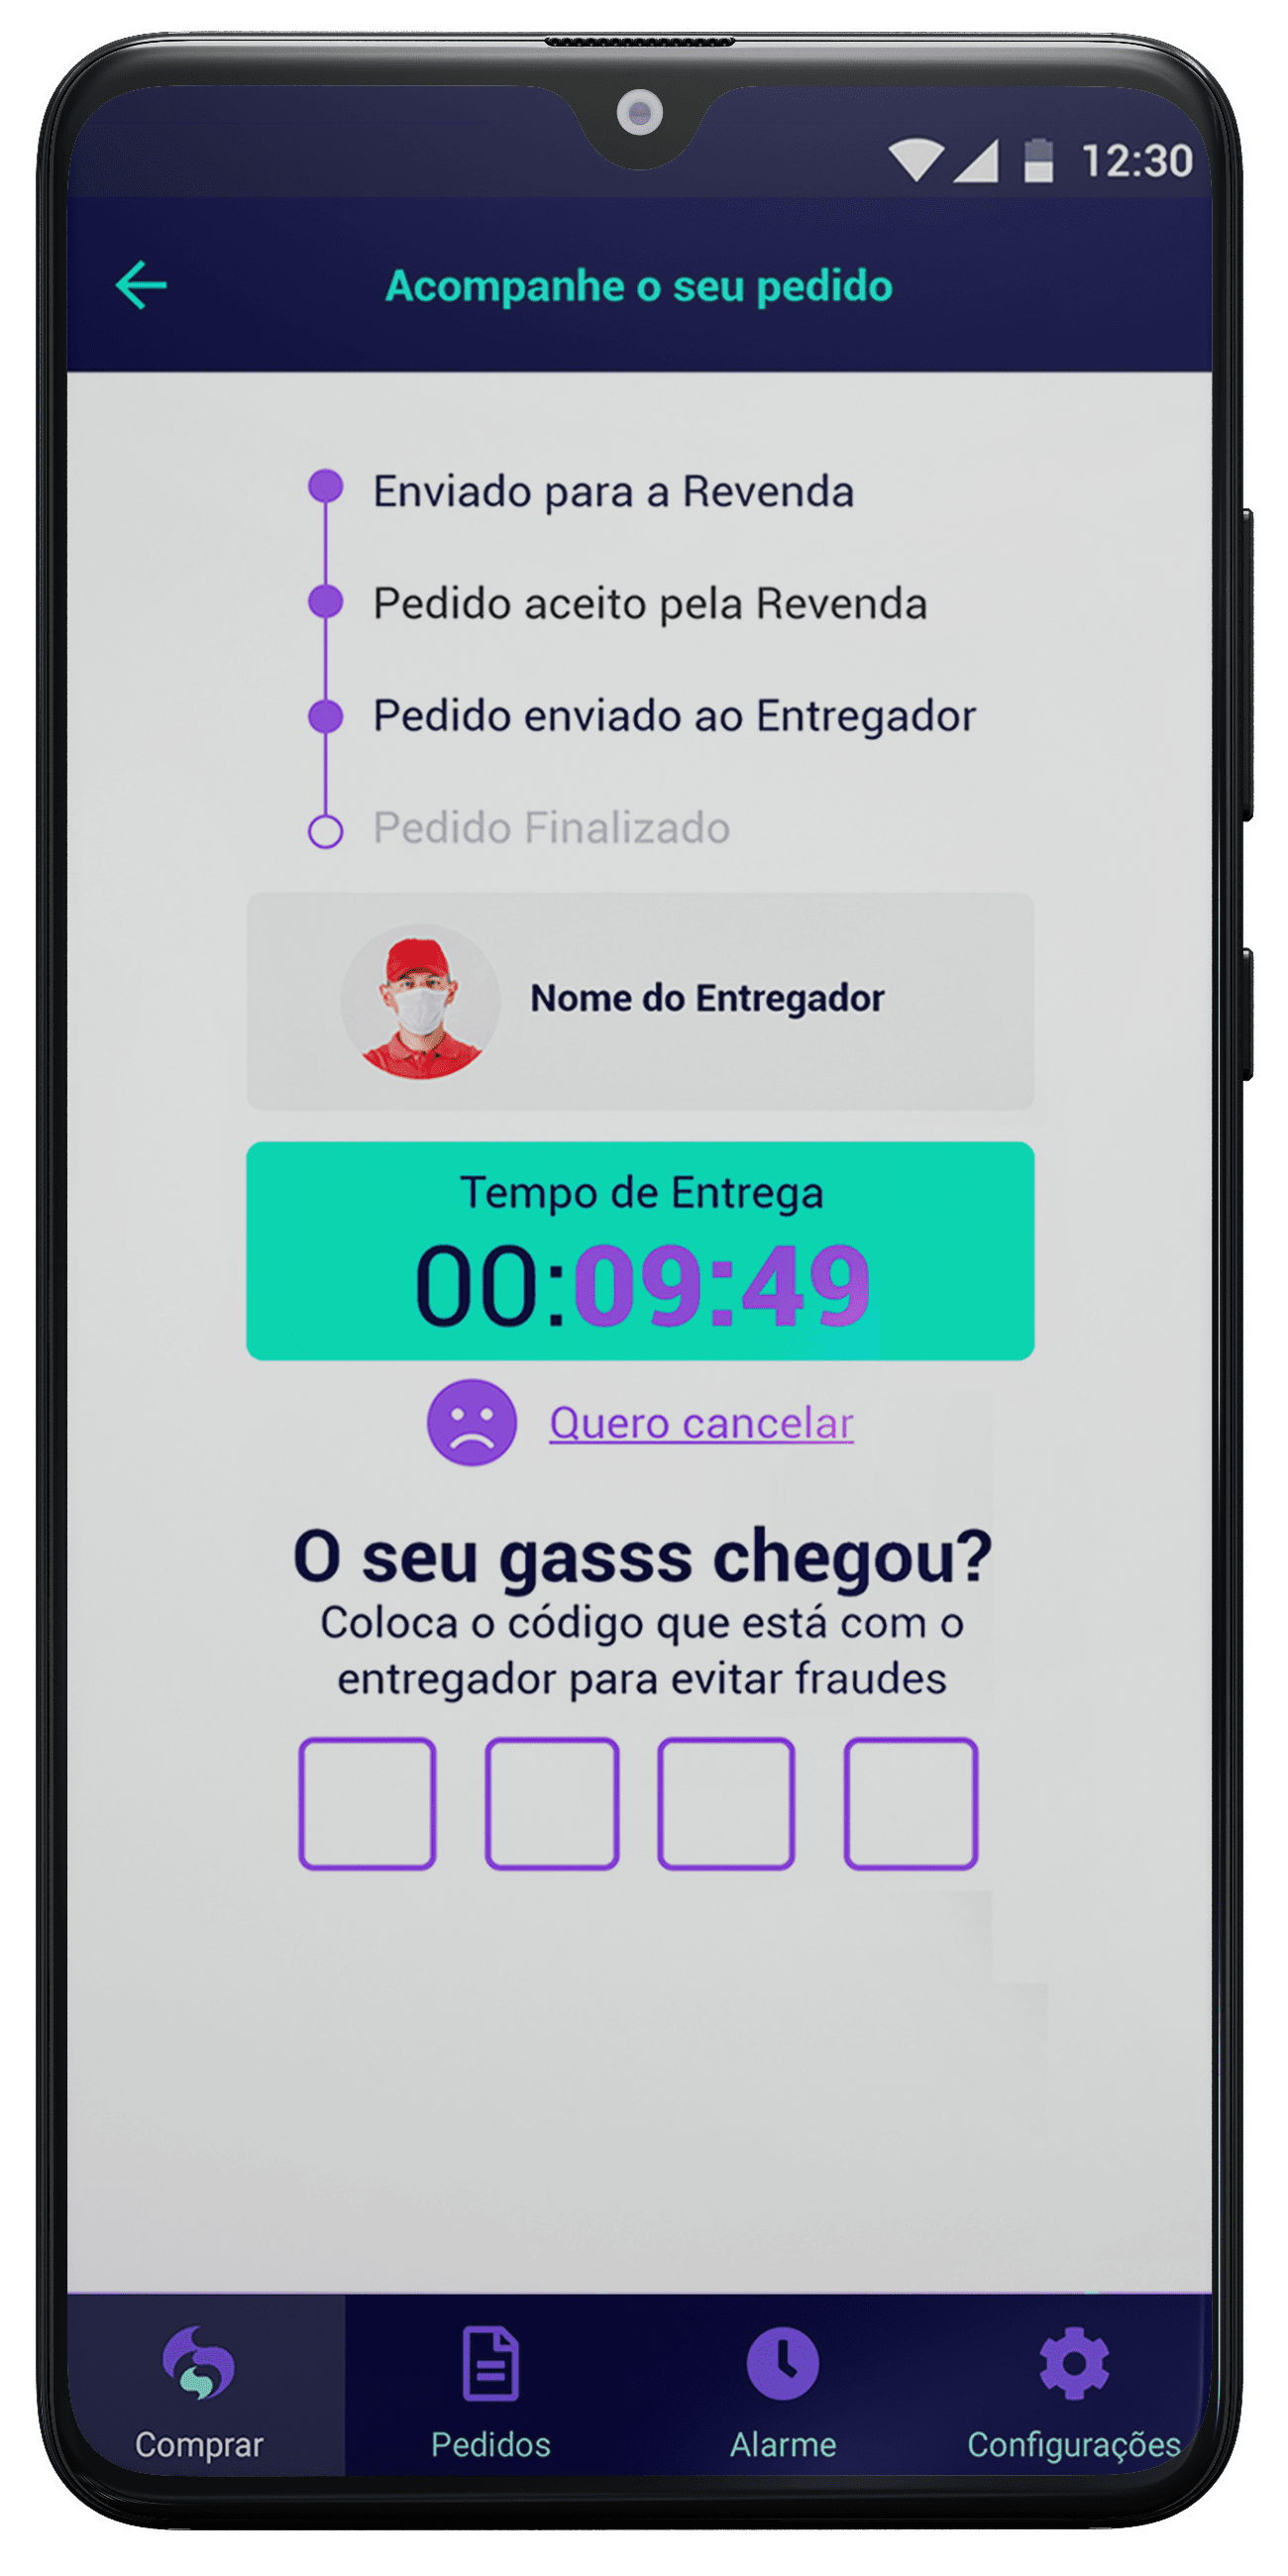 12:30
Acompanhe o seu pedido
Enviado para a Revenda
Pedido aceito pela Revenda
Pedido enviado ao Entregador
Pedido Finalizado
Nome do Entregador
Tempo de Entrega
00:09:49
Quero cancelar
O seu gasss chegou?
Coloca o código que está com o
entregador para evitar fraudes
Comprar Pedidos Alarme Configurações